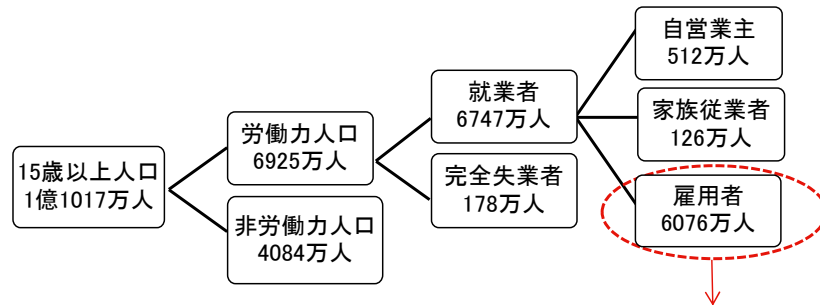 15歳以上人口
1億1017万人
労働力人口
6925万人
非労働力人口
4084万人
就業者
6747万人
完全失業者
178万人
自営業主
512万人
家族従業者
126万人
雇用者
6076万人